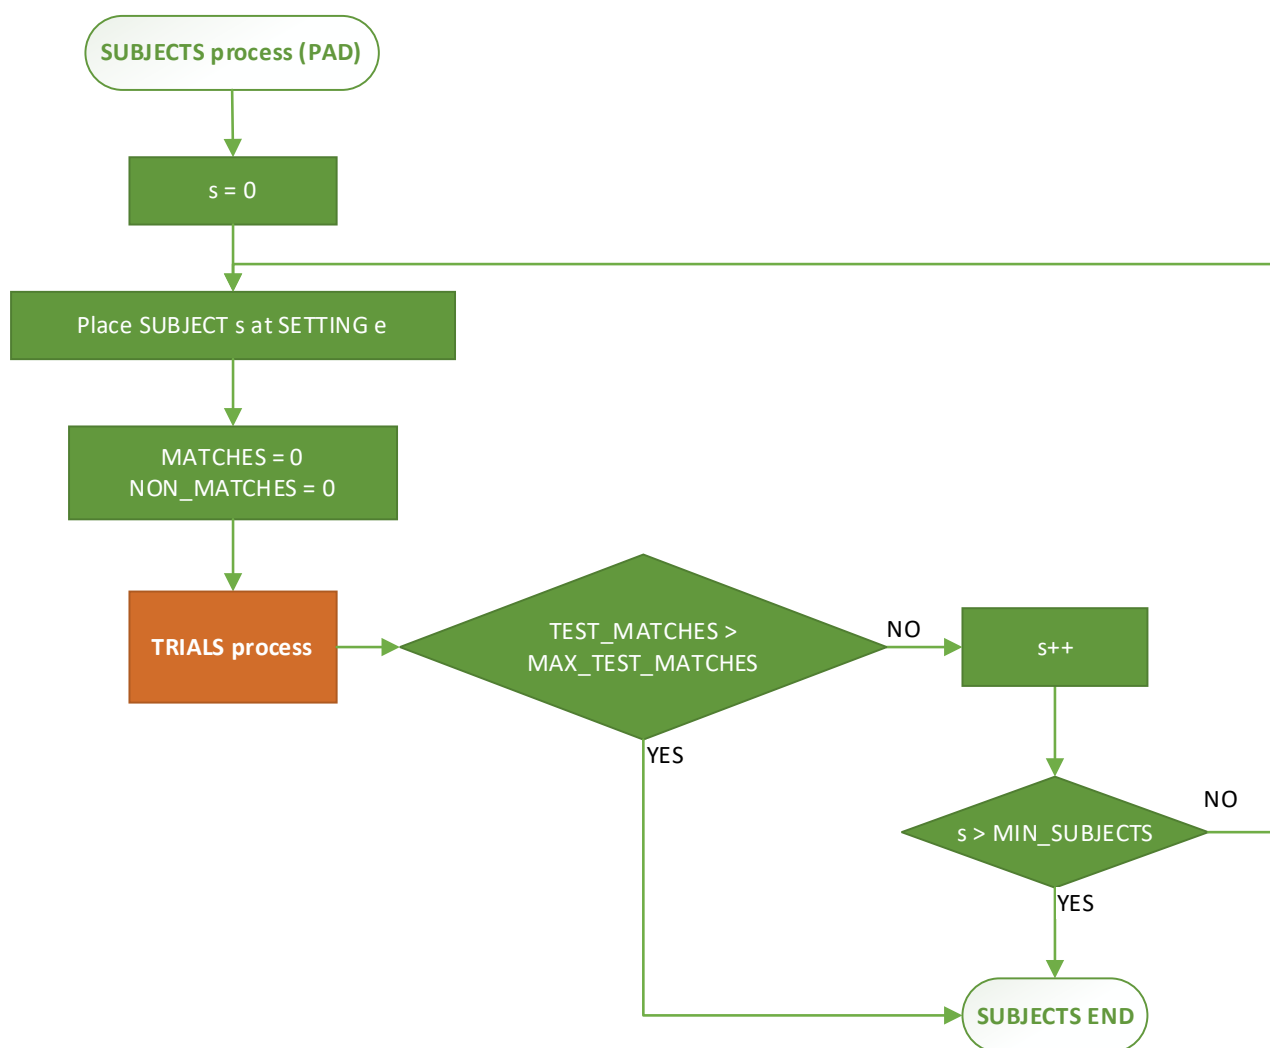 SUBJECTS process (PAD)
s = 0
Place SUBJECT s at SETTING e
MATCHES = 0
NON_MATCHES = 0
TRIALS process
TEST_MATCHES >
MAX_TEST_MATCHES
NO
s++
YES
s > MIN_SUBJECTS
NO
YES
SUBJECTS END